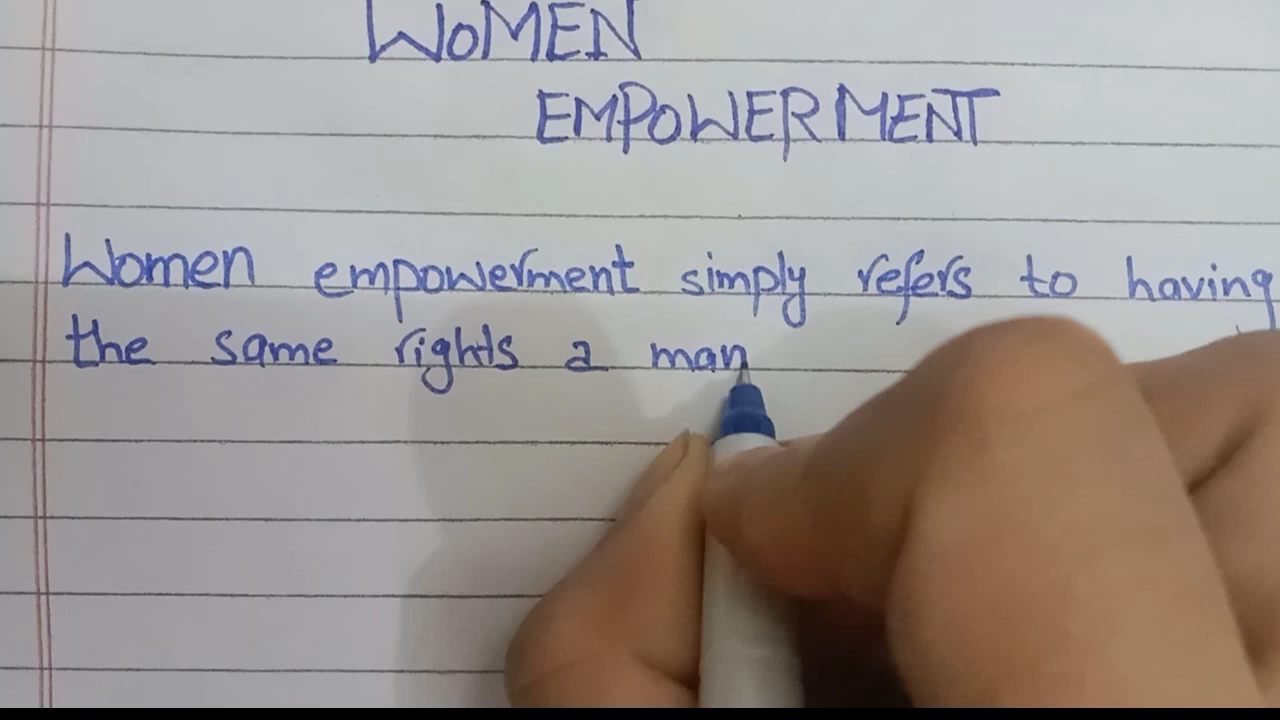 WOMEN
EMPOWERMENT
Women empowerment simply refers to having
the same rights a man